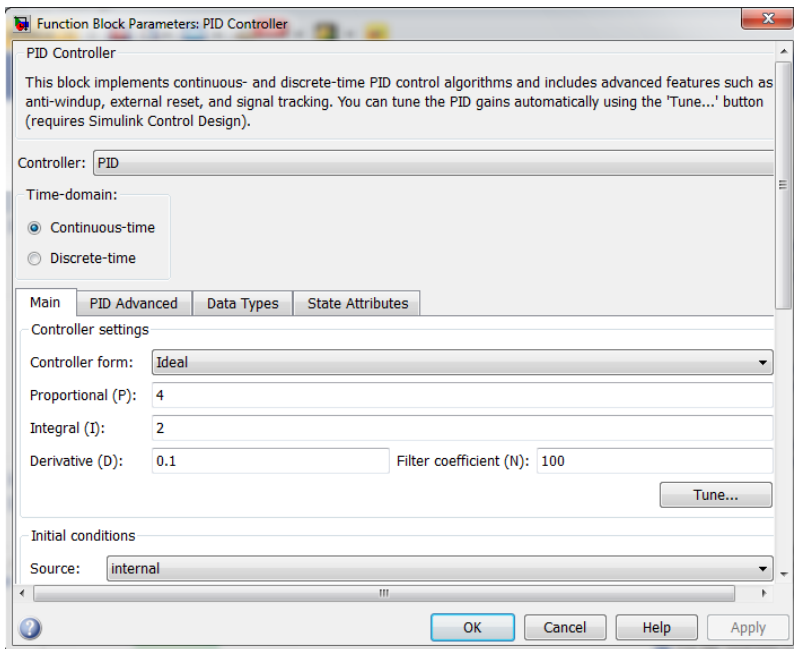 Function Block Parameters: PID Controller
PID Controller
This block implements continuous- and discrete-time PID control algorithms and includes advanced features such as
anti-windup, external reset, and signal tracking. You can tune the PID gains automatically using the 'Tune...' button
(requires Simulink Control Design).
Controller: PID
Time-domain:
Continuous-time
Discrete-time
Main PID Advanced Data Types State Attributes
Controller settings
Controller form: Ideal
Proportional (P): 4
Integral (I): 2
Derivative (D): 0.1 Filter coefficient (N): 100
Tune...
Initial conditions
Source: internal
? OK Cancel Help Apply